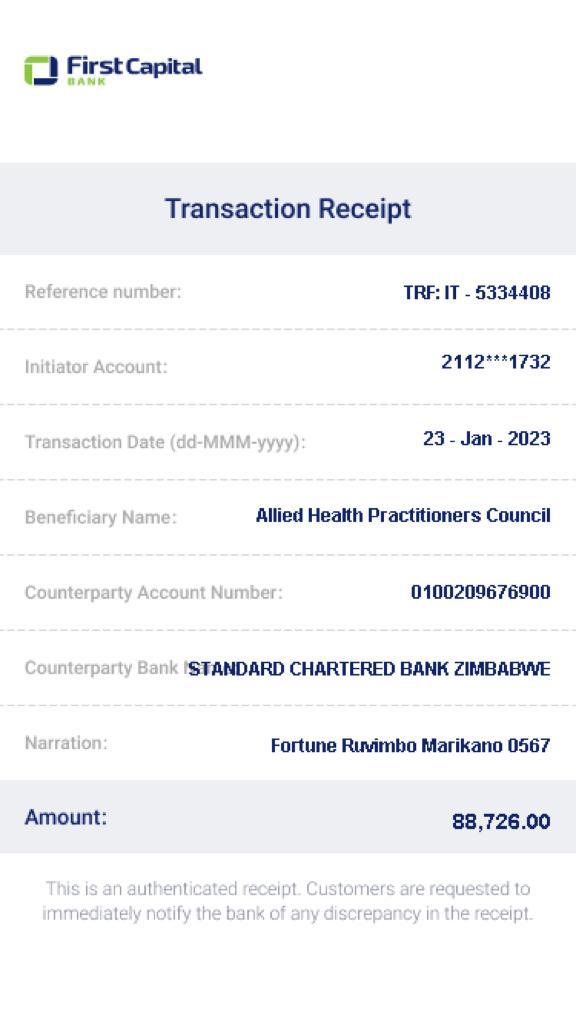 First Capital
BANK
Transaction Receipt
Reference number: TRF: IT - 5334408
Initiator Account: 2112***1732
Transaction Date (dd-MMM-yyyy): 23 - Jan - 2023
Beneficiary Name: Allied Health Practitioners Council
Counterparty Account Number: 0100209676900
Counterparty Bank STANDARD CHARTERED BANK ZIMBABWE
Narration: Fortune Ruvimbo Marikano 0567
Amount: 88,726.00
This is an authenticated receipt. Customers are requested to
immediately notify the bank of any discrepancy in the receipt.